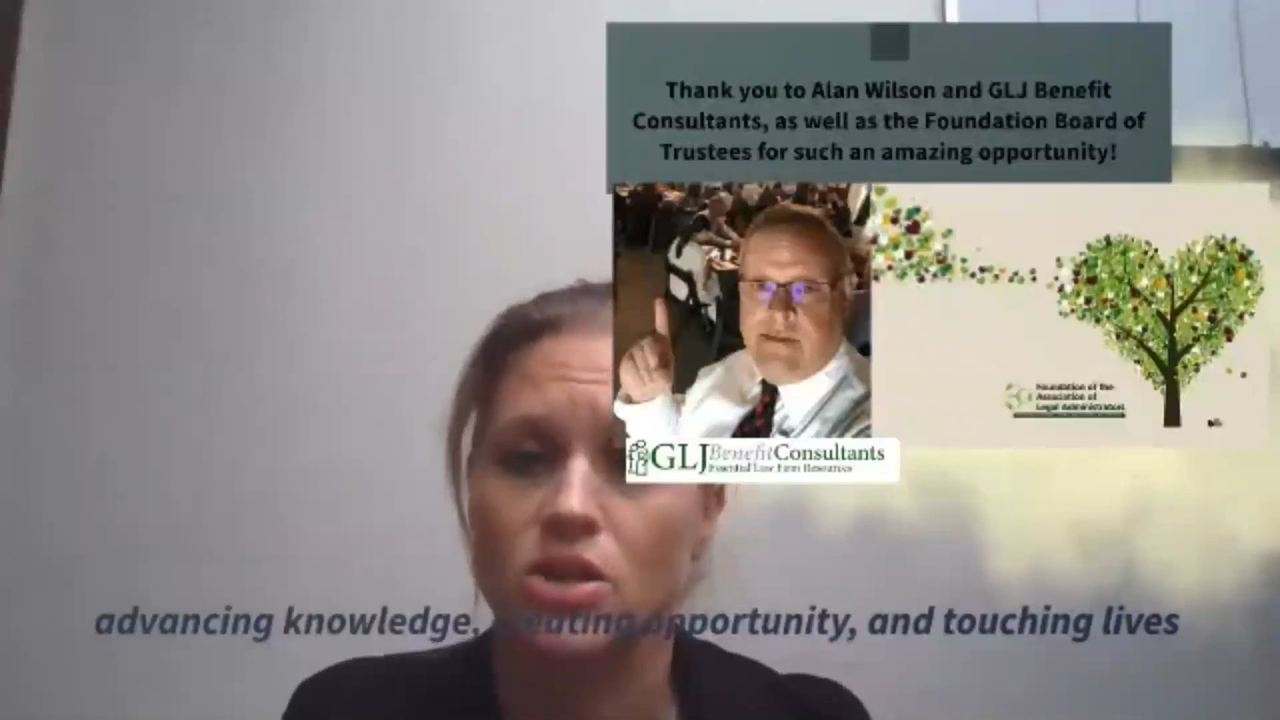 Thank you to Alan Wilson and GLJ Benefit
Consultants, as well as the Foundation Board of
Trustees for such an amazing opportunity!
Foundation of the
Association of
Legal Administrators
GLJ BenefitConsultants
Essential Law Firm Resources
advancing knowledge, creating opportunity, and touching lives